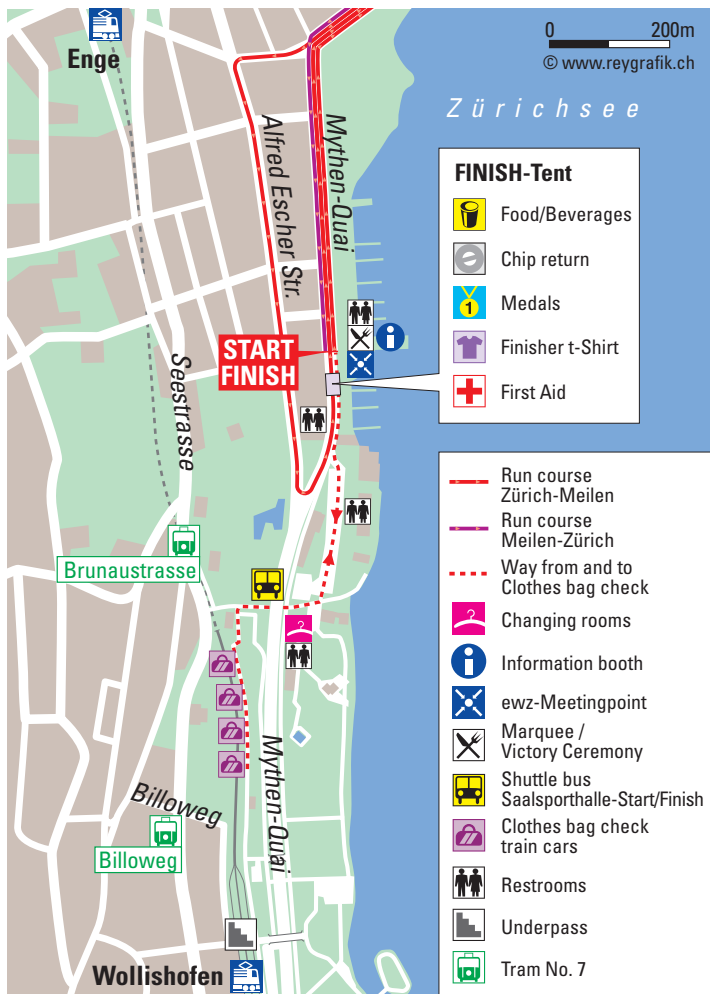 Enge
0 200m
© www.reygrafik.ch
Zürichsee
Alfred Escher Str.
Mythen-Quai
FINISH-Tent
Food/Beverages
Chip return
1
Medals
Finisher t-Shirt
First Aid
START
FINISH
i
Seestrasse
Brunaustrasse
Run course
Zürich-Meilen
Run course
Meilen-Zürich
Way from and to
Clothes bag check
Changing rooms
i
Information booth
ewz-Meetingpoint
Marquee /
Victory Ceremony
Shuttle bus
Saalsporthalle-Start/Finish
Clothes bag check
train cars
Restrooms
Underpass
Tram No. 7
Mythen-Quai
Billoweg
Billoweg
Wollishofen